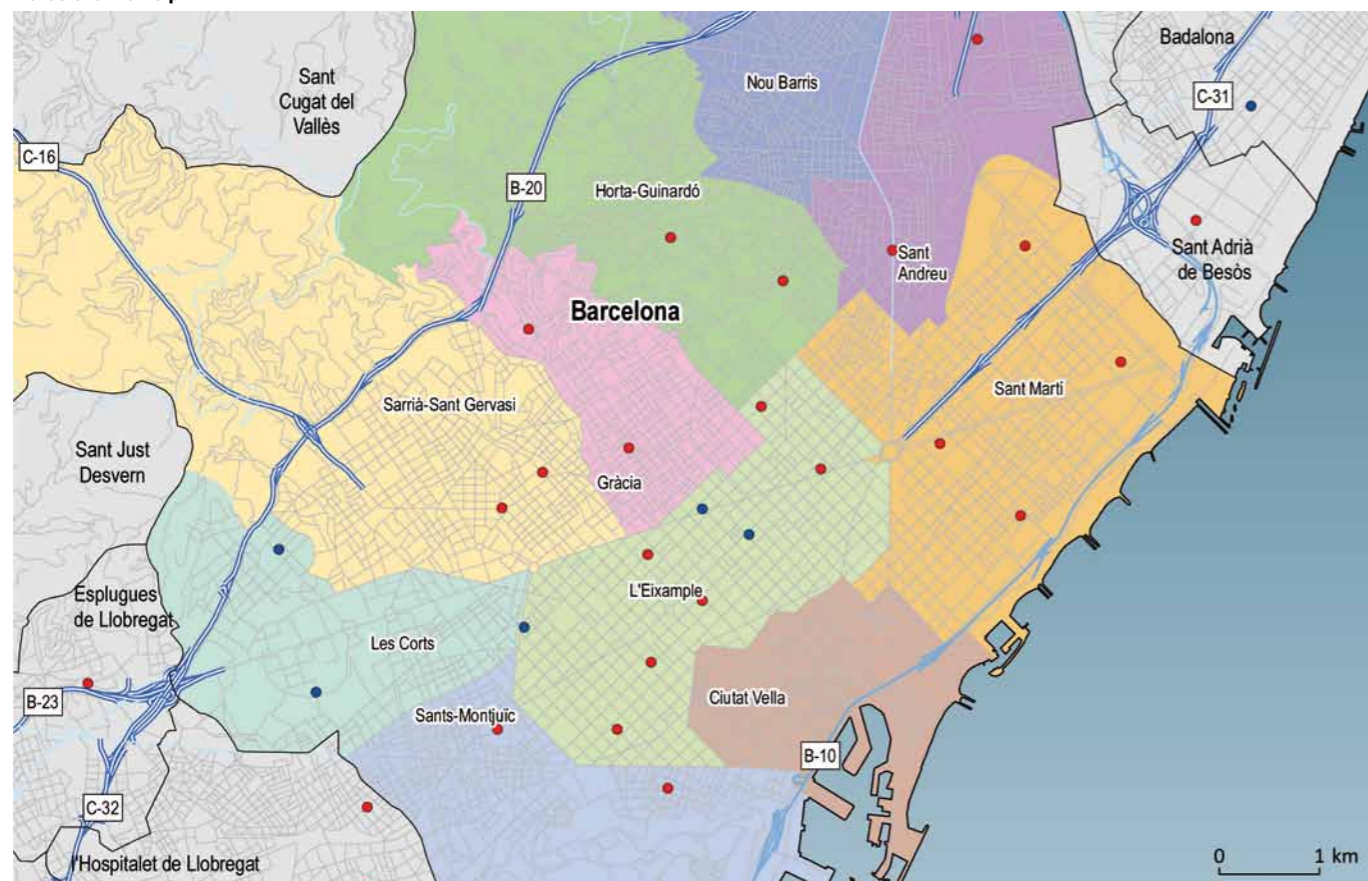 Badalona
Sant
Cugat del
Vallès
Nou Barris
C-31
C-16
B-20
Horta-Guinardó
Sant
Andreu
Sant Adrià
de Besòs
Barcelona
Sant Martí
Sarrià-Sant Gervasi
Sant Just
Desvern
Gràcia
L'Eixample
Esplugues
de Llobregat
Les Corts
B-23
Ciutat Vella
Sants-Montjuïc
B-10
C-32
l'Hospitalet de Llobregat
0 1 km